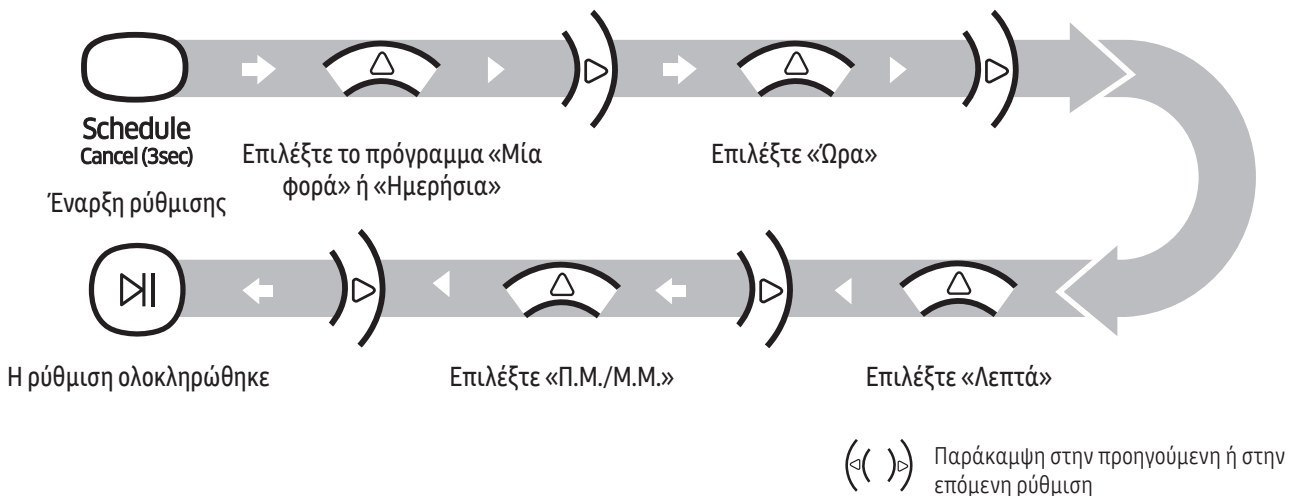 Schedule
Cancel (3sec)
Έναρξη ρύθμισης
Επιλέξτε το πρόγραμμα «Μία
φορά» ή «Ημερήσια»
Επιλέξτε «Ώρα»
Επιλέξτε «Λεπτά»
Επιλέξτε «Π.Μ./Μ.Μ.»
Η ρύθμιση ολοκληρώθηκε
Παράκαμψη στην προηγούμενη ή στην
επόμενη ρύθμιση